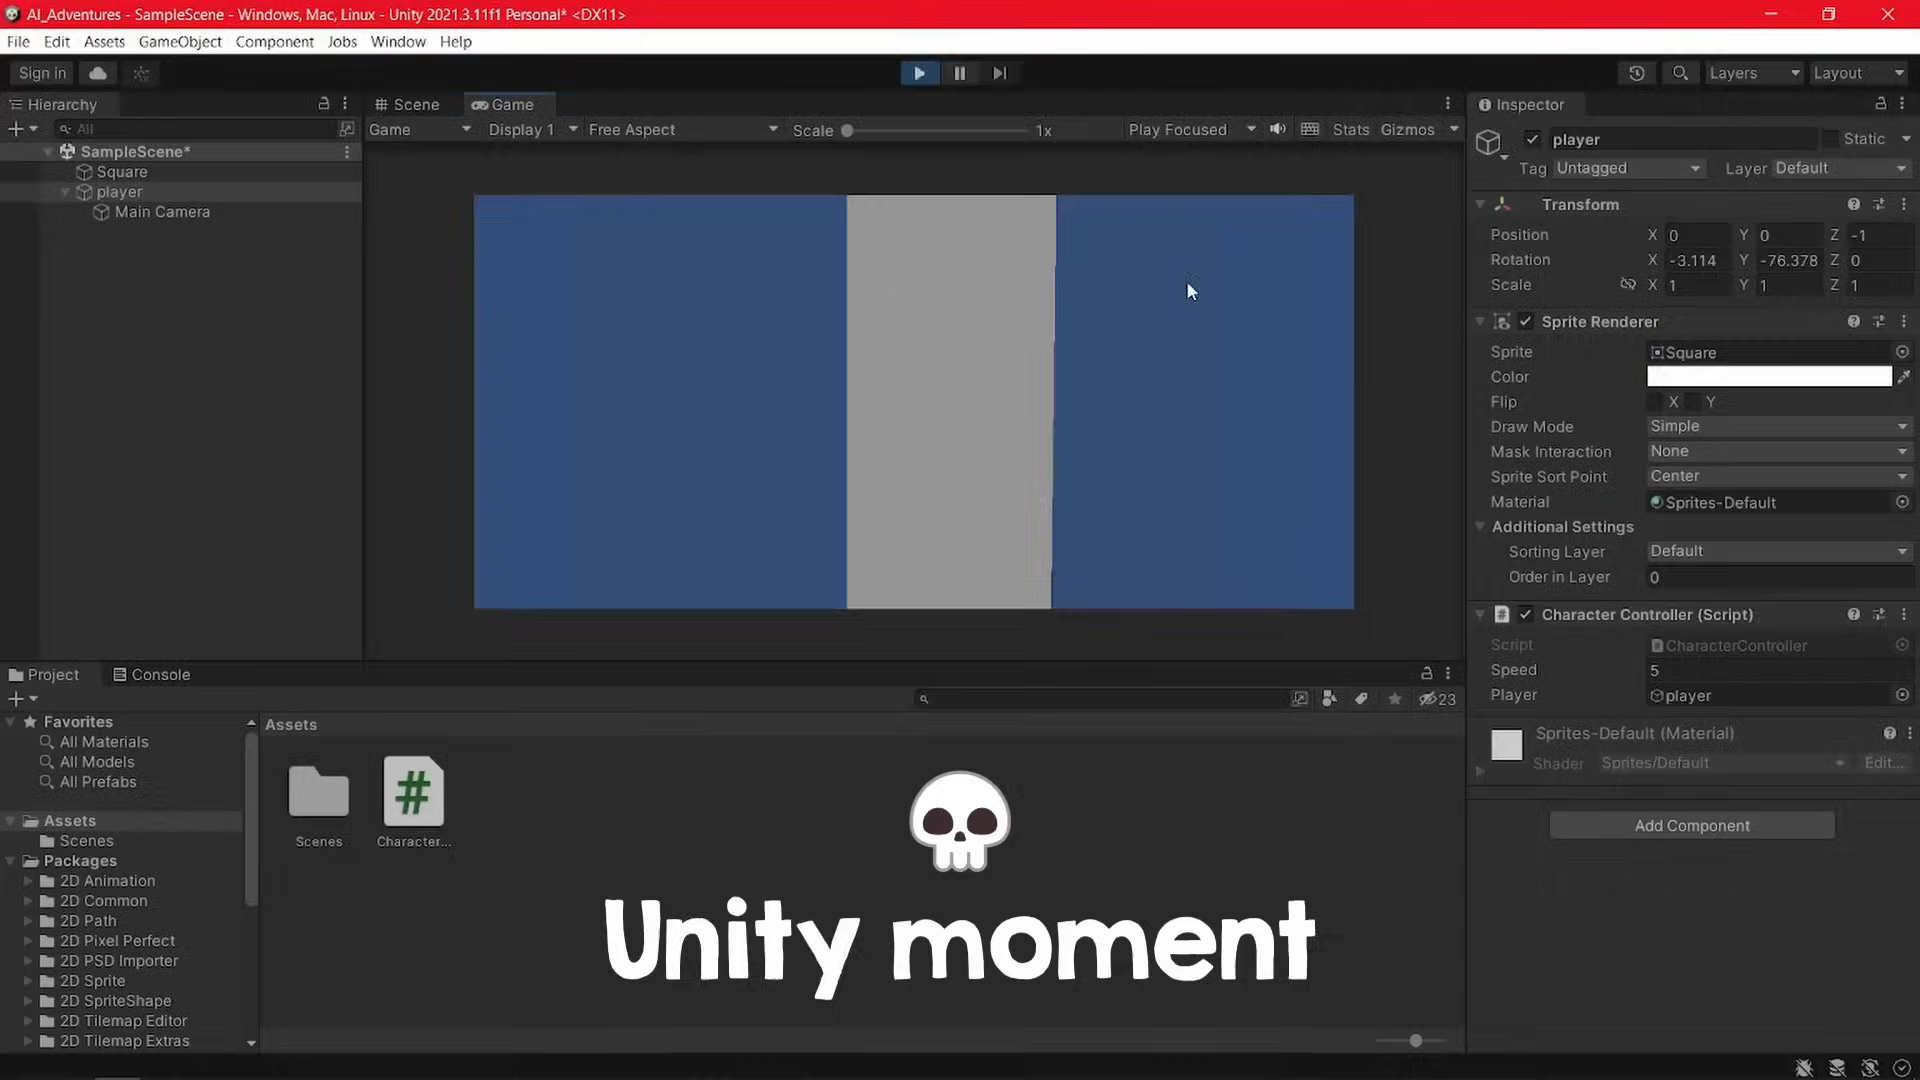 AI_Adventures - SampleScene - Windows, Mac, Linux - Unity 2021.3.11f1 Personal* <DX11>
File Edit Assets GameObject Component Jobs Window Help
Sign in
Layers
Layout
Hierarchy
All
SampleScene*
Square
player
Main Camera
Scene
Game
Game
Display 1
Free Aspect
Scale
1x
Play Focused
Stats
Gizmos
Inspector
player
Static
Tag Untagged
Layer Default
Transform
Position X 0 Y 0 Z -1
Rotation X -3.114 Y -76.378 Z 0
Scale X 1 Y 1 Z 1
Sprite Renderer
Sprite Square
Color
Flip X Y
Draw Mode Simple
Mask Interaction None
Sprite Sort Point Center
Material Sprites-Default
Additional Settings
Sorting Layer Default
Order in Layer 0
# Character Controller (Script)
Script CharacterController
Speed 5
Player player
Sprites-Default (Material)
Shader Sprites/Default Edit...
Add Component
Project
Console
23
Favorites
All Materials
All Models
All Prefabs
Assets
Scenes
Packages
2D Animation
2D Common
2D Path
2D Pixel Perfect
2D PSD Importer
2D Sprite
2D SpriteShape
2D Tilemap Editor
2D Tilemap Extras
Assets
Scenes
#
Character...
Unity moment